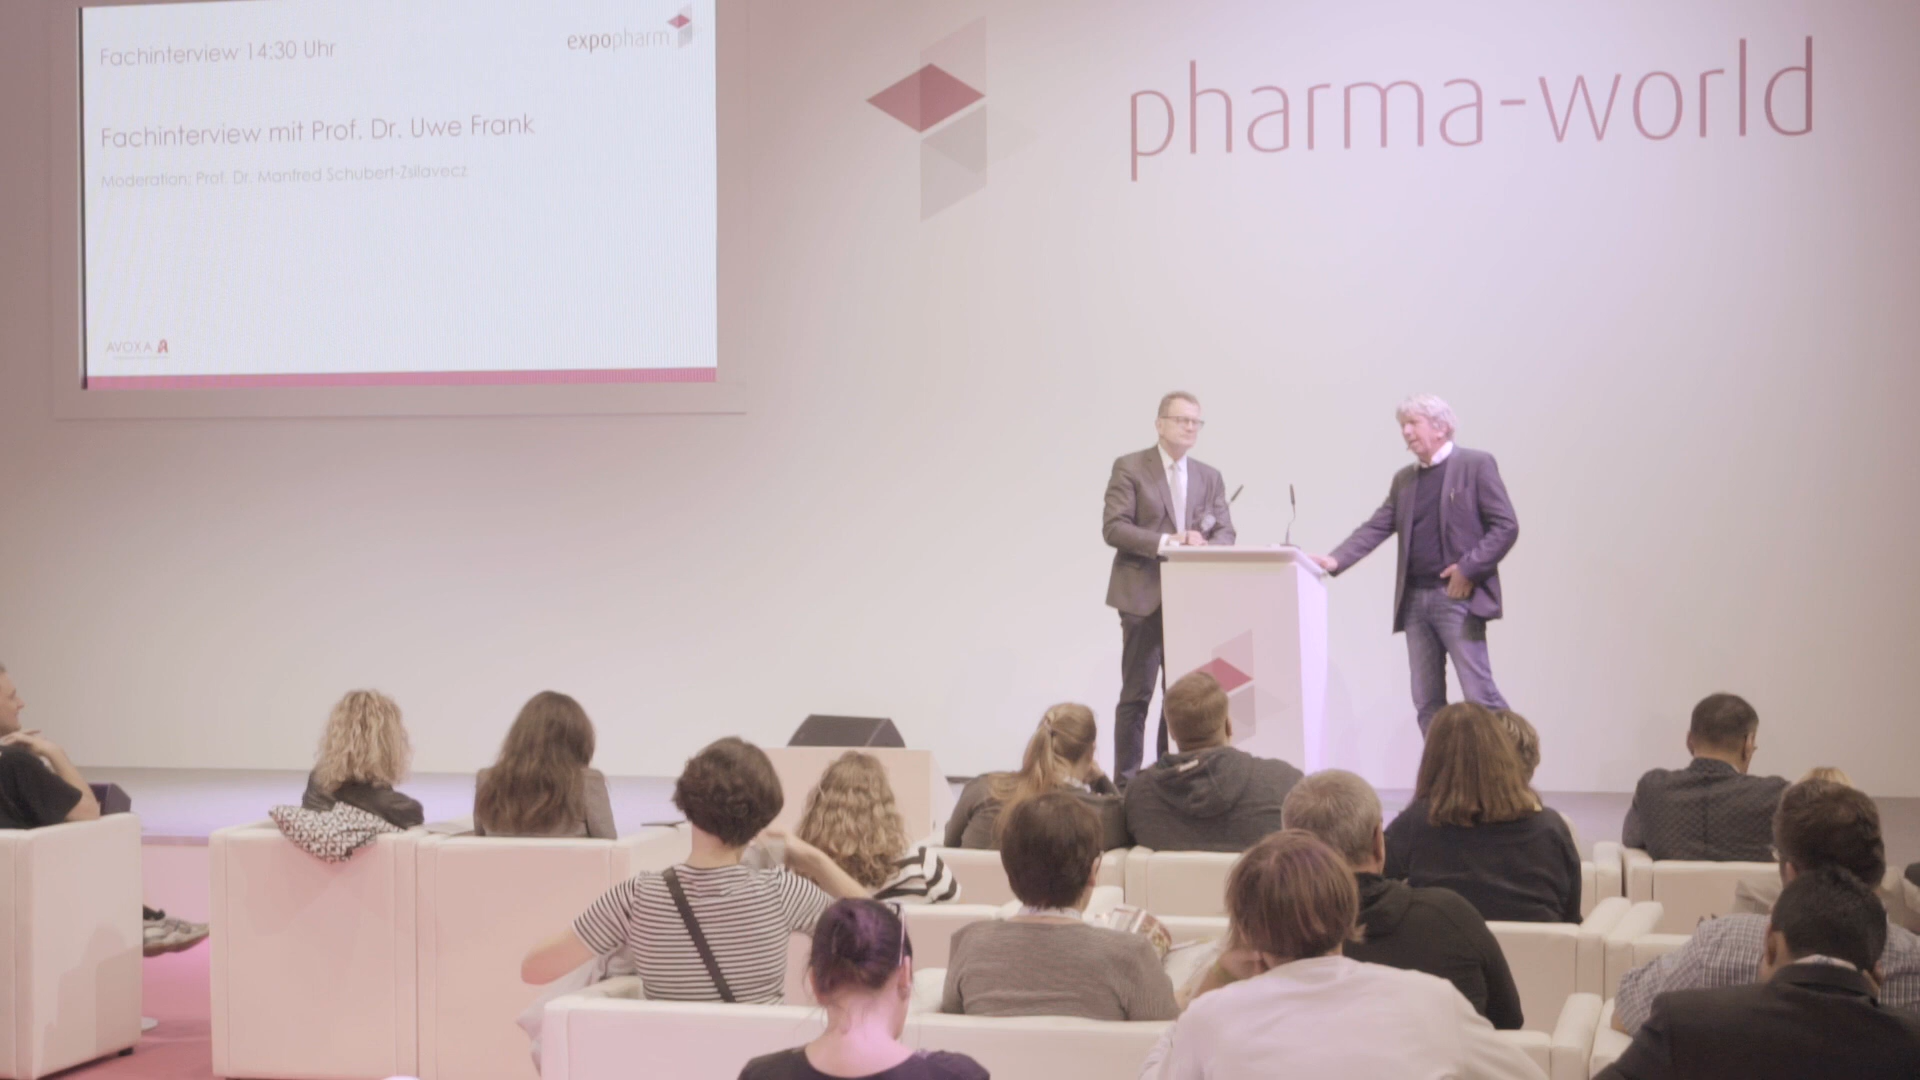 Fachinterview 14:30 Uhr
expopharm
Fachinterview mit Prof. Dr. Uwe Frank
Moderation: Prof. Dr. Manfred Schubert-Zsilavecz
AVOXA
pharma-world